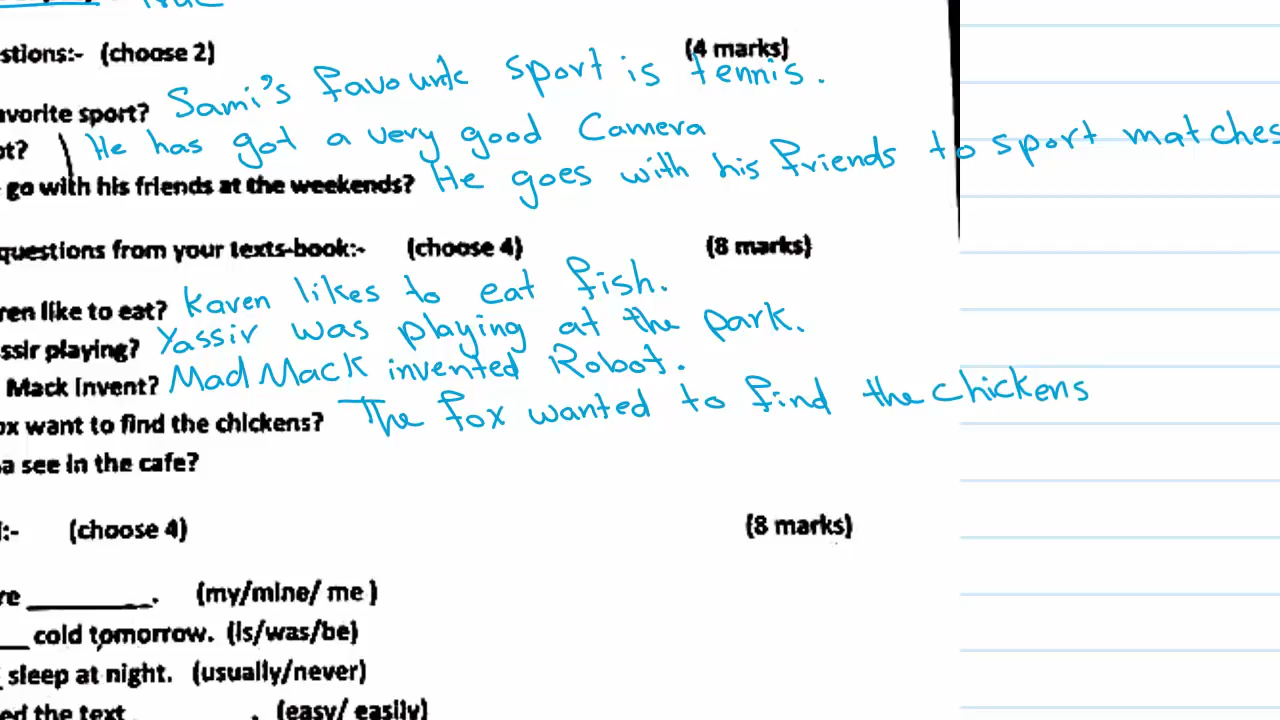 stions:- (choose 2) (4 marks)
avorite sport? Sami's favourite sport is tennis.
ot? He has got a very good Camera
go with his friends at the weekends? He goes with his friends to sport matches
questions from your texts-book:- (choose 4) (8 marks)
ren like to eat? Karen likes to eat fish.
ssir playing? Yassir was playing at the park.
Mack invent? Mad Mack invented Robot.
ox want to find the chickens? The fox wanted to find the chickens
a see in the cafe?
:- (choose 4) (8 marks)
re ________. (my/mine/ me )
__ cold tomorrow. (is/was/be)
_ sleep at night. (usually/never)
ed the text ________. (easy/ easily)